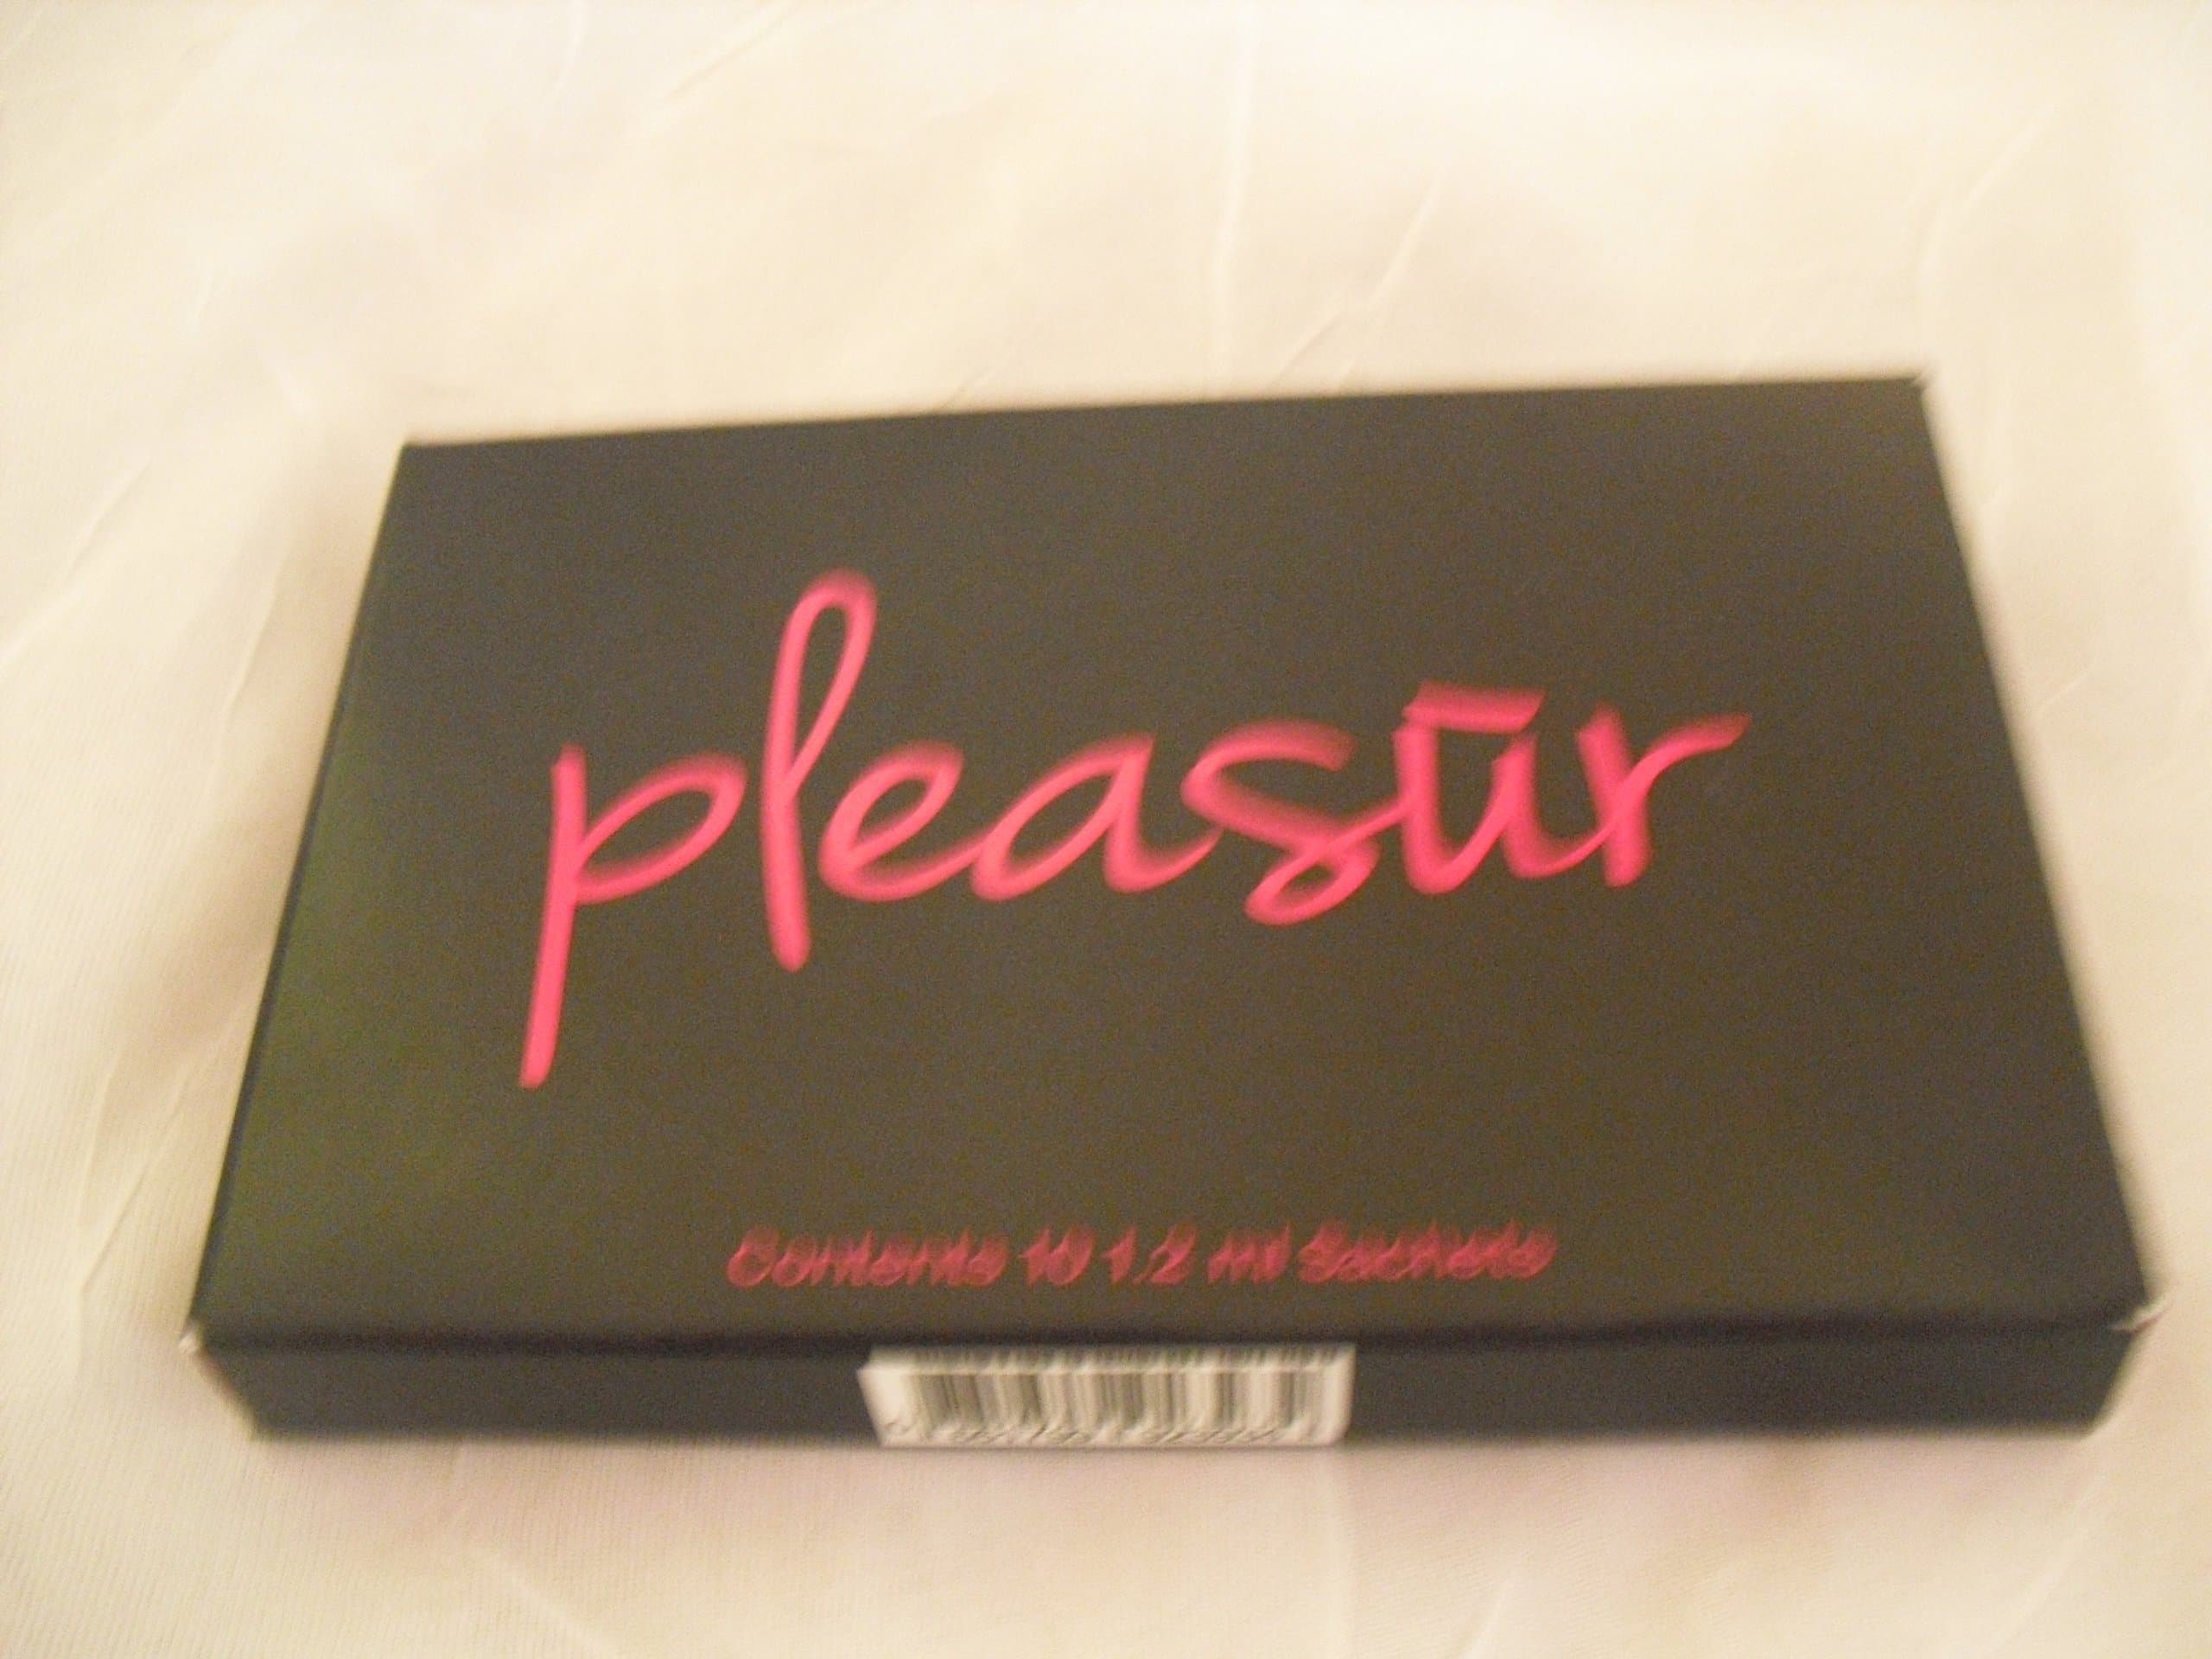 pleasūr
Contents 10 1.2 ml Sachets